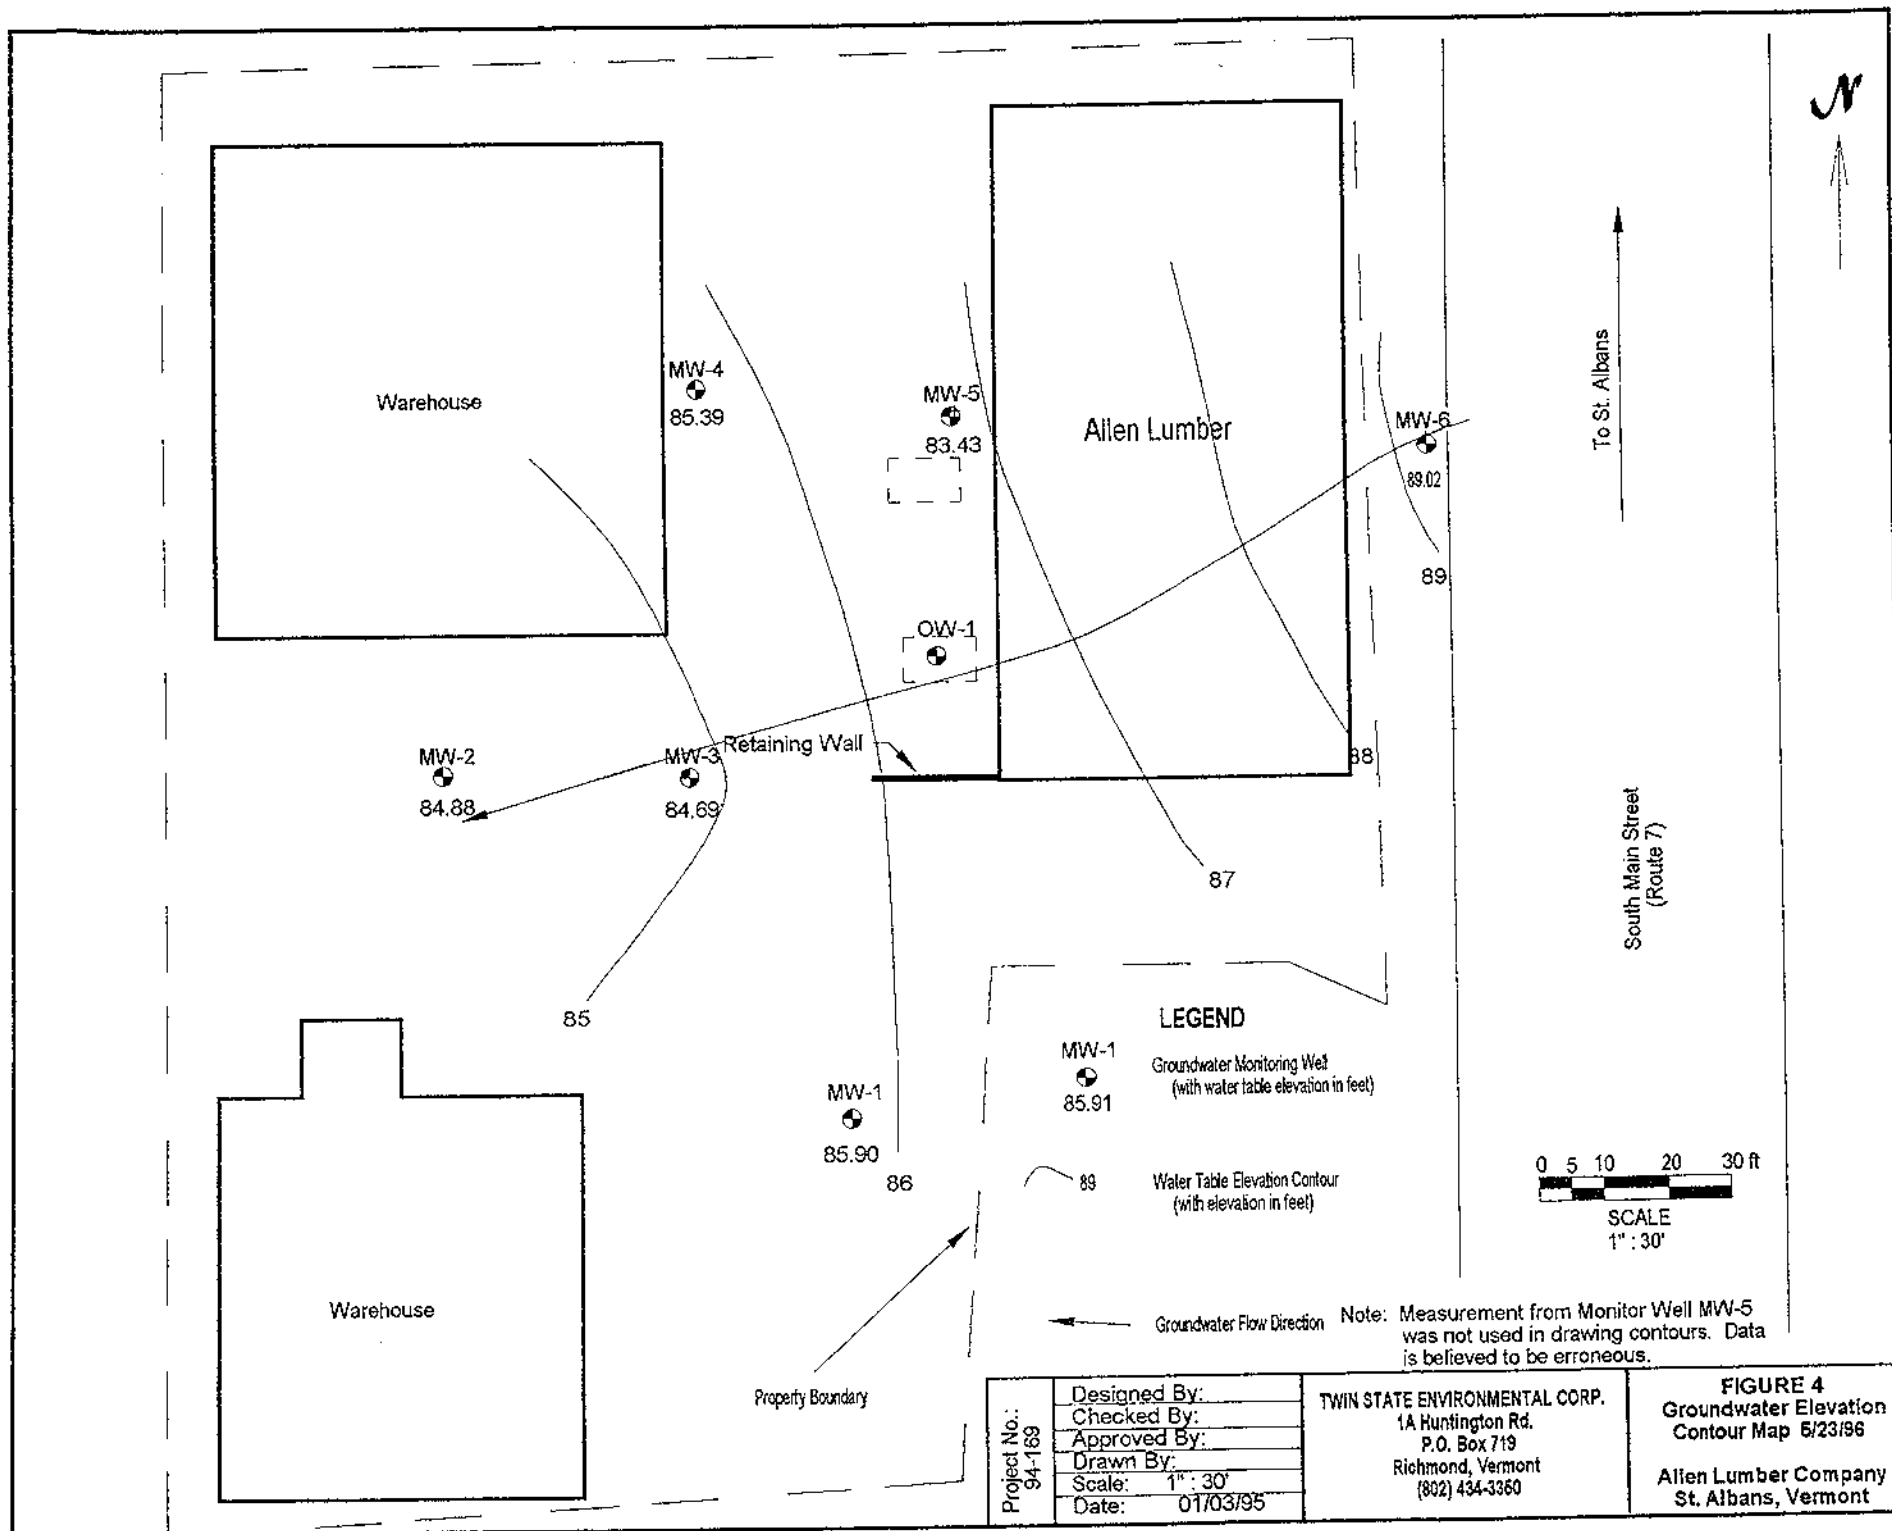 N
Warehouse
MW-4
85.39
MW-5
83.43
Allen Lumber
MW-6
89.02
89
To St. Albans
OW-1
MW-2
84.88
MW-3
84.69
Retaining Wall
88
87
South Main Street
(Route 7)
85
MW-1
85.90
86
LEGEND
MW-1
85.91
Groundwater Monitoring Well
(with water table elevation in feet)
89
Water Table Elevation Contour
(with elevation in feet)
0 5 10 20 30 ft
SCALE
1" : 30'
Warehouse
Property Boundary
Groundwater Flow Direction
Note: Measurement from Monitor Well MW-5
was not used in drawing contours. Data
is believed to be erroneous.
Project No.:
94-169
Designed By:
Checked By:
Approved By:
Drawn By:
Scale: 1" : 30'
Date: 01/03/95
TWIN STATE ENVIRONMENTAL CORP.
1A Huntington Rd.
P.O. Box 719
Richmond, Vermont
(802) 434-3360
FIGURE 4
Groundwater Elevation
Contour Map 5/23/96
Allen Lumber Company
St. Albans, Vermont